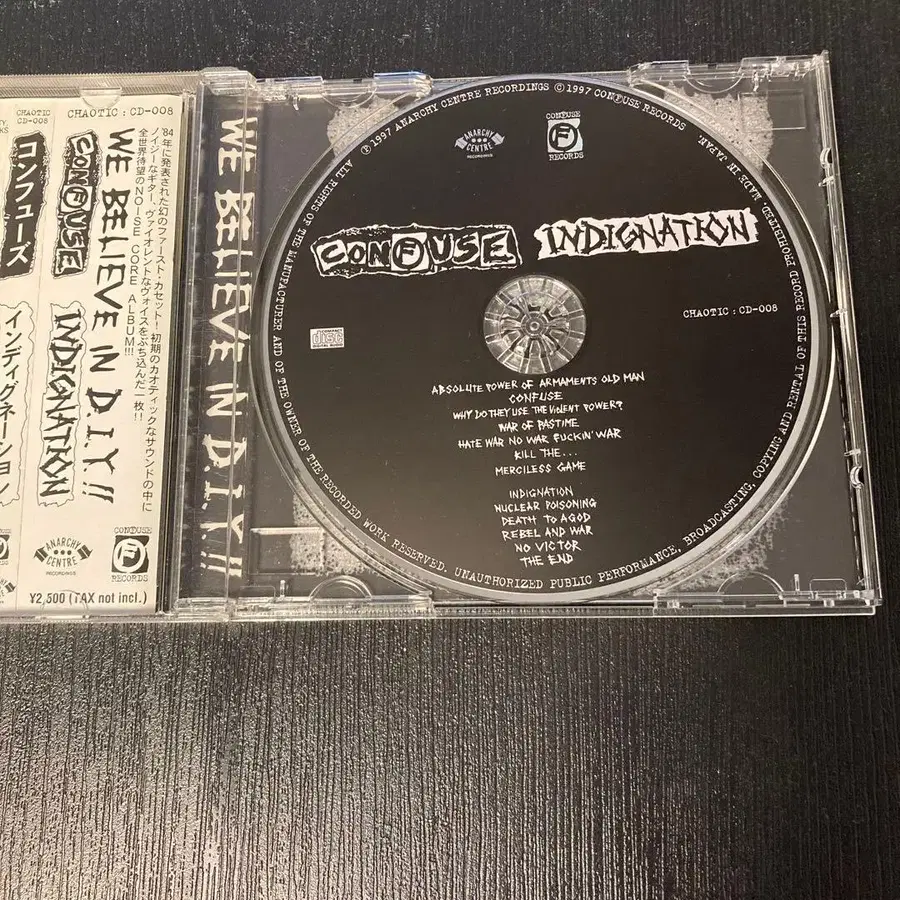 CHAOTIC
CD-008
コンフューズ
インディグネーション
CHAOTIC : CD-008
'84年に発表された幻のファースト・カセット! 初期のカオティックなサウンドの中に
ノイジーなギター、ヴァイオレントなヴォイスをぶち込んだ一枚!!
全世界待望のNOISE CORE ALBUM!!!
WE BELIEVE IN D.I.Y.!!
CONFUSE
INDIGNATION
ANARCHY
CENTRE
RECORDINGS
CONFUSE
RECORDS
¥2,500 (TAX not incl.)
WE BELIEVE IN D.I.Y.!!
ALL RIGHTS OF THE MANUFACTURER AND OF THE OWNER OF THE RECORDED WORK RESERVED. UNAUTHORIZED PUBLIC PERFORMANCE, BROADCASTING, COPYING AND RENTAL OF THIS RECORD PROHIBITED. MADE IN JAPAN.
Ⓟ 1997 ANARCHY CENTRE RECORDINGS © 1997 CONFUSE RECORDS
ANARCHY
CENTRE
RECORDINGS
CONFUSE
RECORDS
CONFUSE INDIGNATION
CHAOTIC : CD-008
COMPACT
disc
DIGITAL AUDIO
ABSOLUTE POWER OF ARMAMENTS OLD MAN
CONFUSE
WHY DO THEY USE THE VIOLENT POWER?
WAR OF PASTIME
HATE WAR NO WAR FUCKIN' WAR
KILL THE...
MERCILESS GAME
INDIGNATION
NUCLEAR POISONING
DEATH TO A GOD
REBEL AND WAR
NO VICTOR
THE END